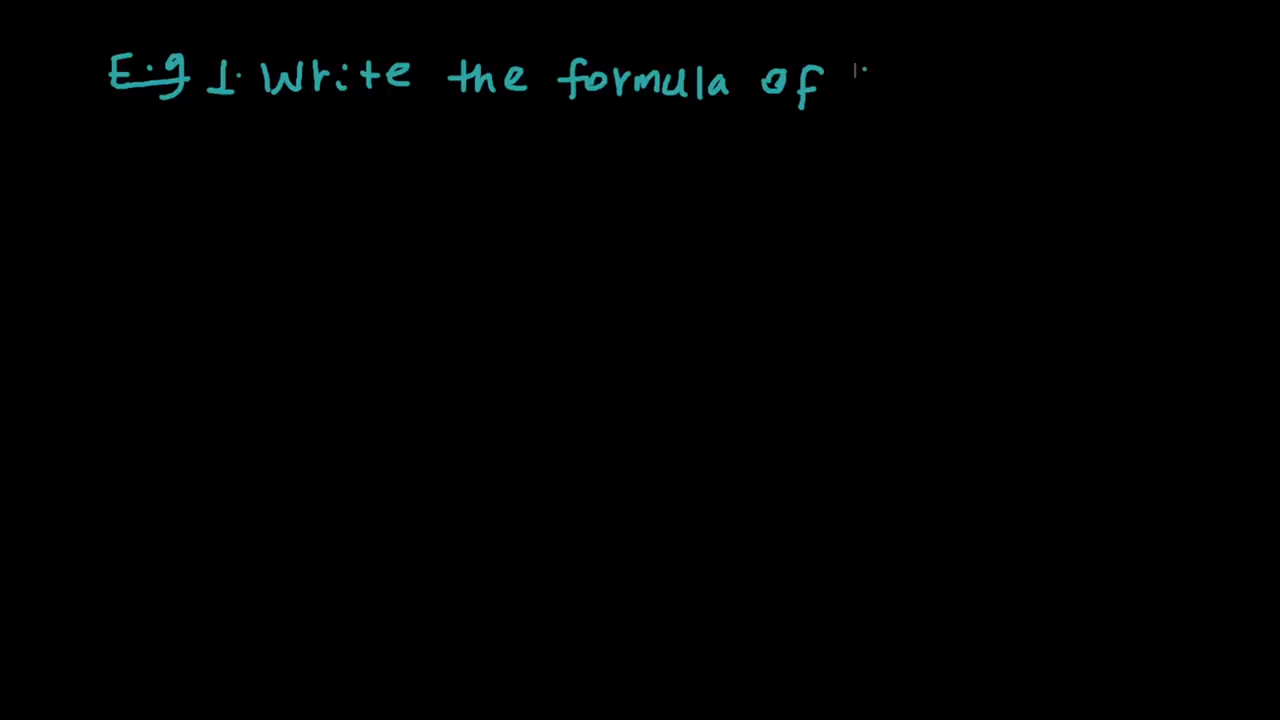 E.g 1. Write the formula of